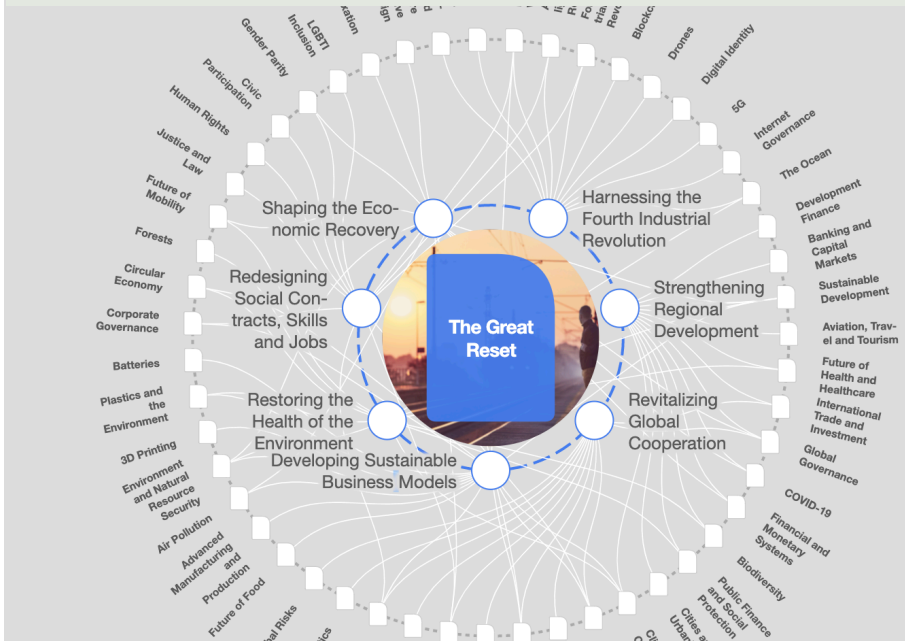 The Great
Reset
Shaping the Eco-
nomic Recovery
Harnessing the
Fourth Industrial
Revolution
Redesigning
Social Con-
tracts, Skills
and Jobs
Strengthening
Regional
Development
Restoring the
Health of the
Environment
Revitalizing
Global
Cooperation
Developing Sustainable
Business Models
Drones
Digital Identity
5G
Internet
Governance
The Ocean
Development
Finance
Banking and
Capital
Markets
Sustainable
Development
Aviation, Trav-
el and Tourism
Future of
Health and
Healthcare
International
Trade and
Investment
Global
Governance
COVID-19
Financial and
Monetary
Systems
Biodiversity
Public Finance
and Social
Protection
Cities
Future of Food
Advanced
Manufacturing
and
Production
Air Pollution
Environment
and Natural
Resource
Security
3D Printing
Plastics and
the
Environment
Batteries
Corporate
Governance
Circular
Economy
Forests
Future of
Mobility
Justice and
Law
Human Rights
Civic
Participation
Gender Parity
LGBTI
Inclusion